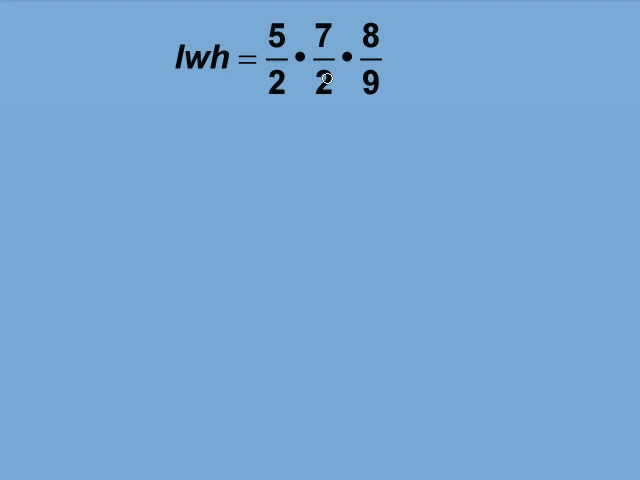 lwh = 5/2 • 7/2 • 8/9